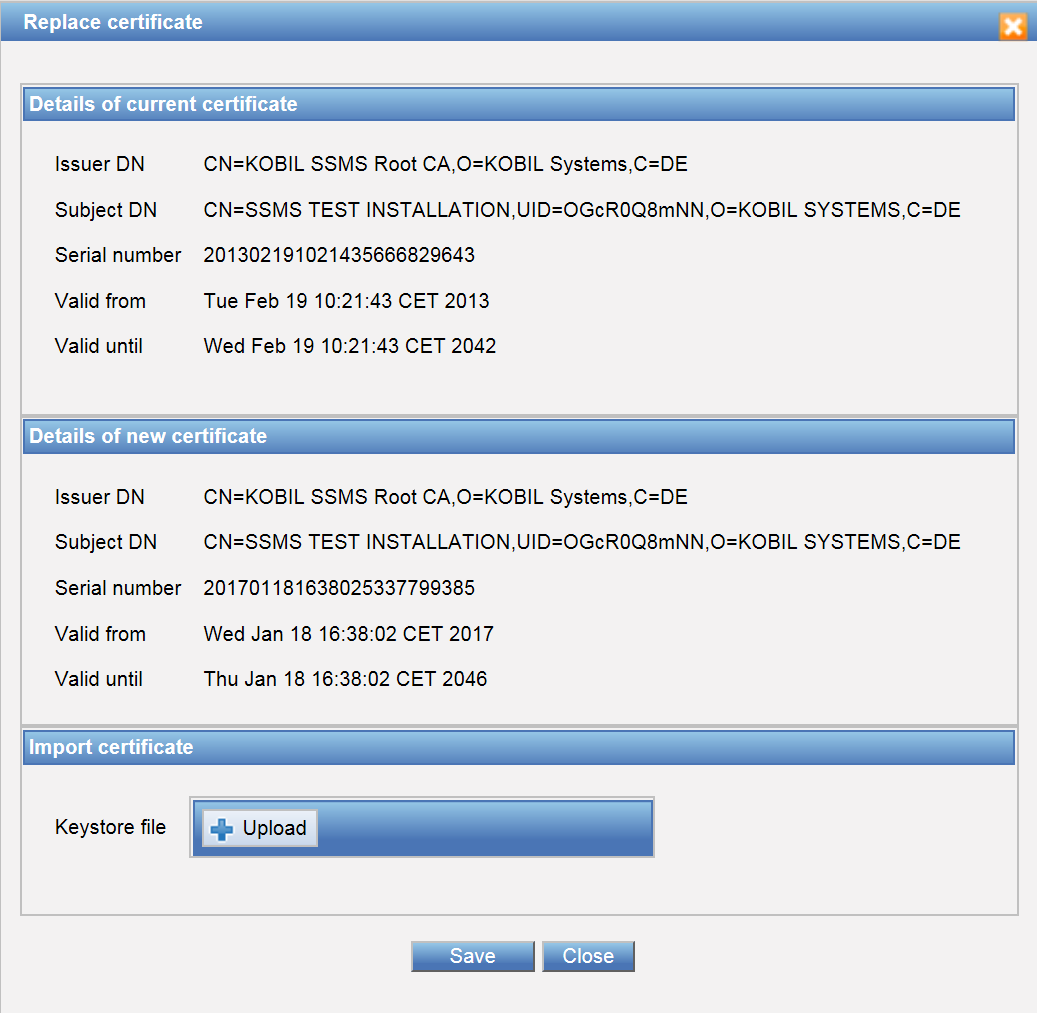 Replace certificate
Details of current certificate
Issuer DN CN=KOBIL SSMS Root CA,O=KOBIL Systems,C=DE
Subject DN CN=SSMS TEST INSTALLATION,UID=OGcR0Q8mNN,O=KOBIL SYSTEMS,C=DE
Serial number 201302191021435666829643
Valid from Tue Feb 19 10:21:43 CET 2013
Valid until Wed Feb 19 10:21:43 CET 2042
Details of new certificate
Issuer DN CN=KOBIL SSMS Root CA,O=KOBIL Systems,C=DE
Subject DN CN=SSMS TEST INSTALLATION,UID=OGcR0Q8mNN,O=KOBIL SYSTEMS,C=DE
Serial number 201701181638025337799385
Valid from Wed Jan 18 16:38:02 CET 2017
Valid until Thu Jan 18 16:38:02 CET 2046
Import certificate
Keystore file Upload
Save Close